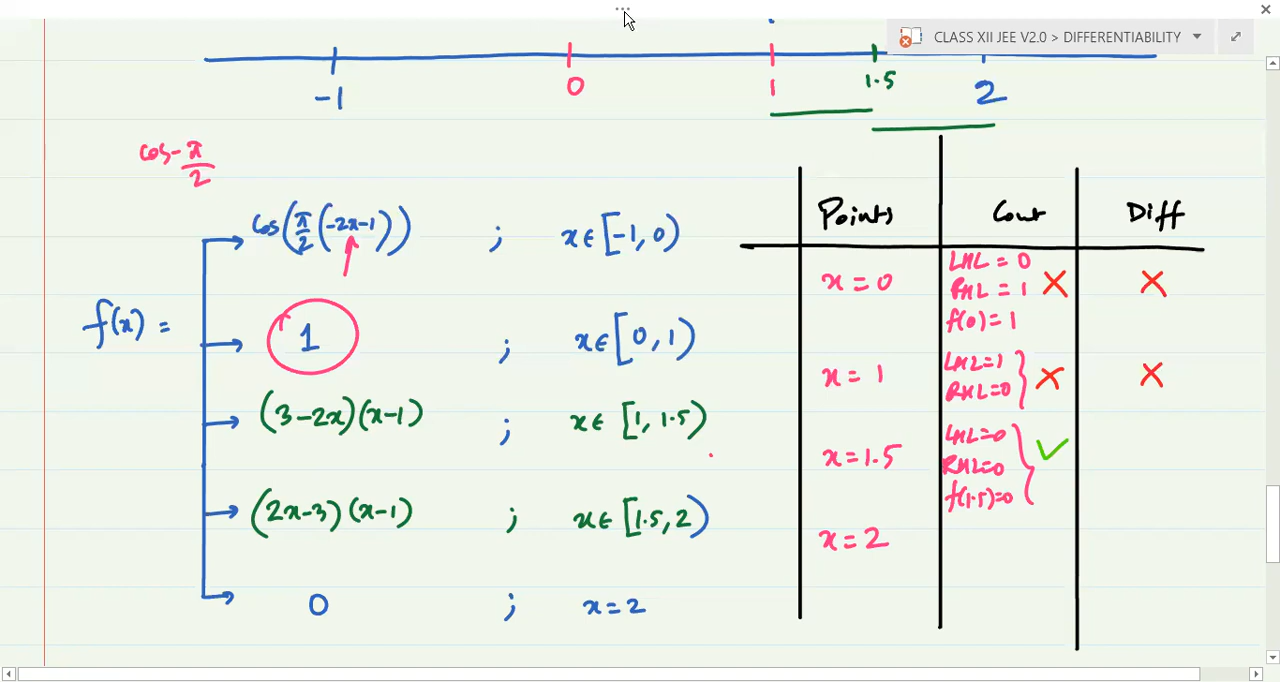 CLASS XII JEE V2.0 > DIFFERENTIABILITY
-1 0 1 1.5 2
cos -π/2
f(x) =
cos(π/2(-2x-1)) ; x∈[-1, 0)
1 ; x∈[0, 1)
(3-2x)(x-1) ; x∈ [1, 1.5)
(2x-3)(x-1) ; x∈ [1.5, 2)
0 ; x=2
Points Cont Diff
x=0 LHL=0 RHL=1 f(0)=1 ✗ ✗
x=1 LHL=1 RHL=0 ✗ ✗
x=1.5 LHL=0 RHL=0 f(1.5)=0 ✓
x=2